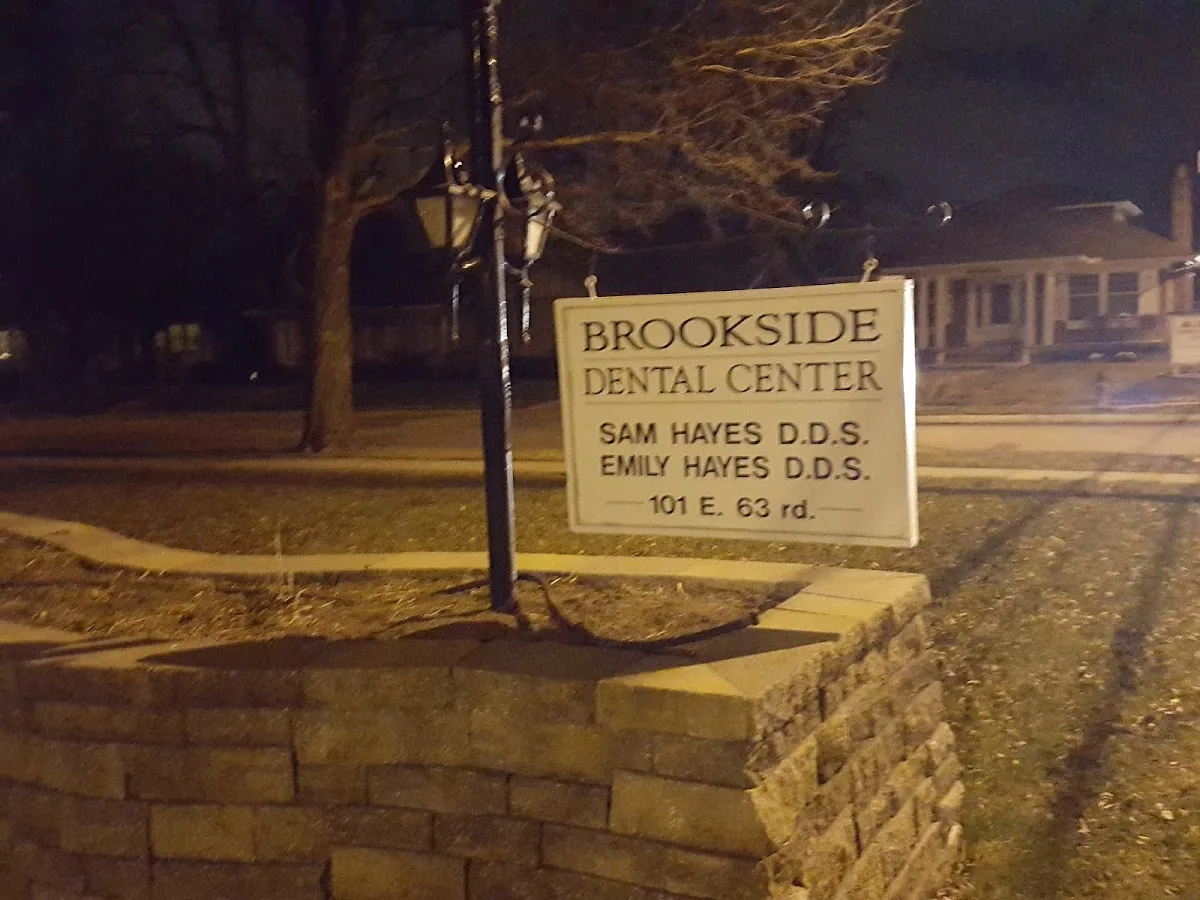 BROOKSIDE
DENTAL CENTER
SAM HAYES D.D.S.
EMILY HAYES D.D.S.
101 E. 63 rd.